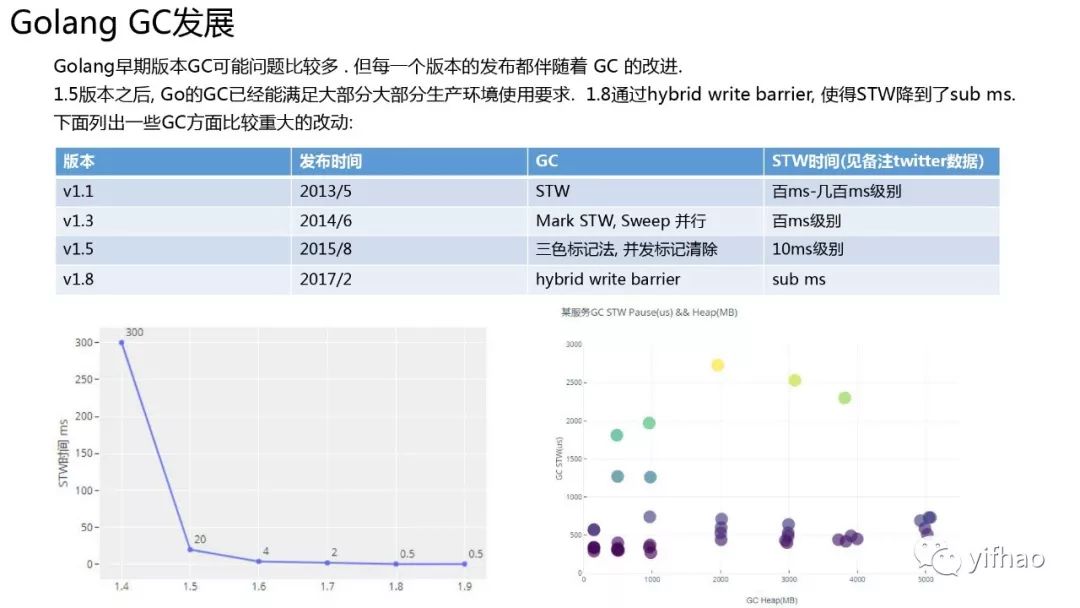 Golang GC发展
Golang早期版本GC可能问题比较多 . 但每一个版本的发布都伴随着 GC 的改进.
1.5版本之后, Go的GC已经能满足大部分大部分生产环境使用要求. 1.8通过hybrid write barrier, 使得STW降到了sub ms.
下面列出一些GC方面比较重大的改动:
版本 发布时间 GC STW时间(见备注twitter数据)
v1.1 2013/5 STW 百ms-几百ms级别
v1.3 2014/6 Mark STW, Sweep 并行 百ms级别
v1.5 2015/8 三色标记法, 并发标记清除 10ms级别
v1.8 2017/2 hybrid write barrier sub ms
STW时间 ms
300
250
200
150
100
50
0
300
20
4
2
0.5
0.5
1.4 1.5 1.6 1.7 1.8 1.9
某服务GC STW Pause(us) && Heap(MB)
GC STW(us)
3000
2500
2000
1500
1000
500
0
0 1000 2000 3000 4000 5000
GC Heap(MB)
yifhao